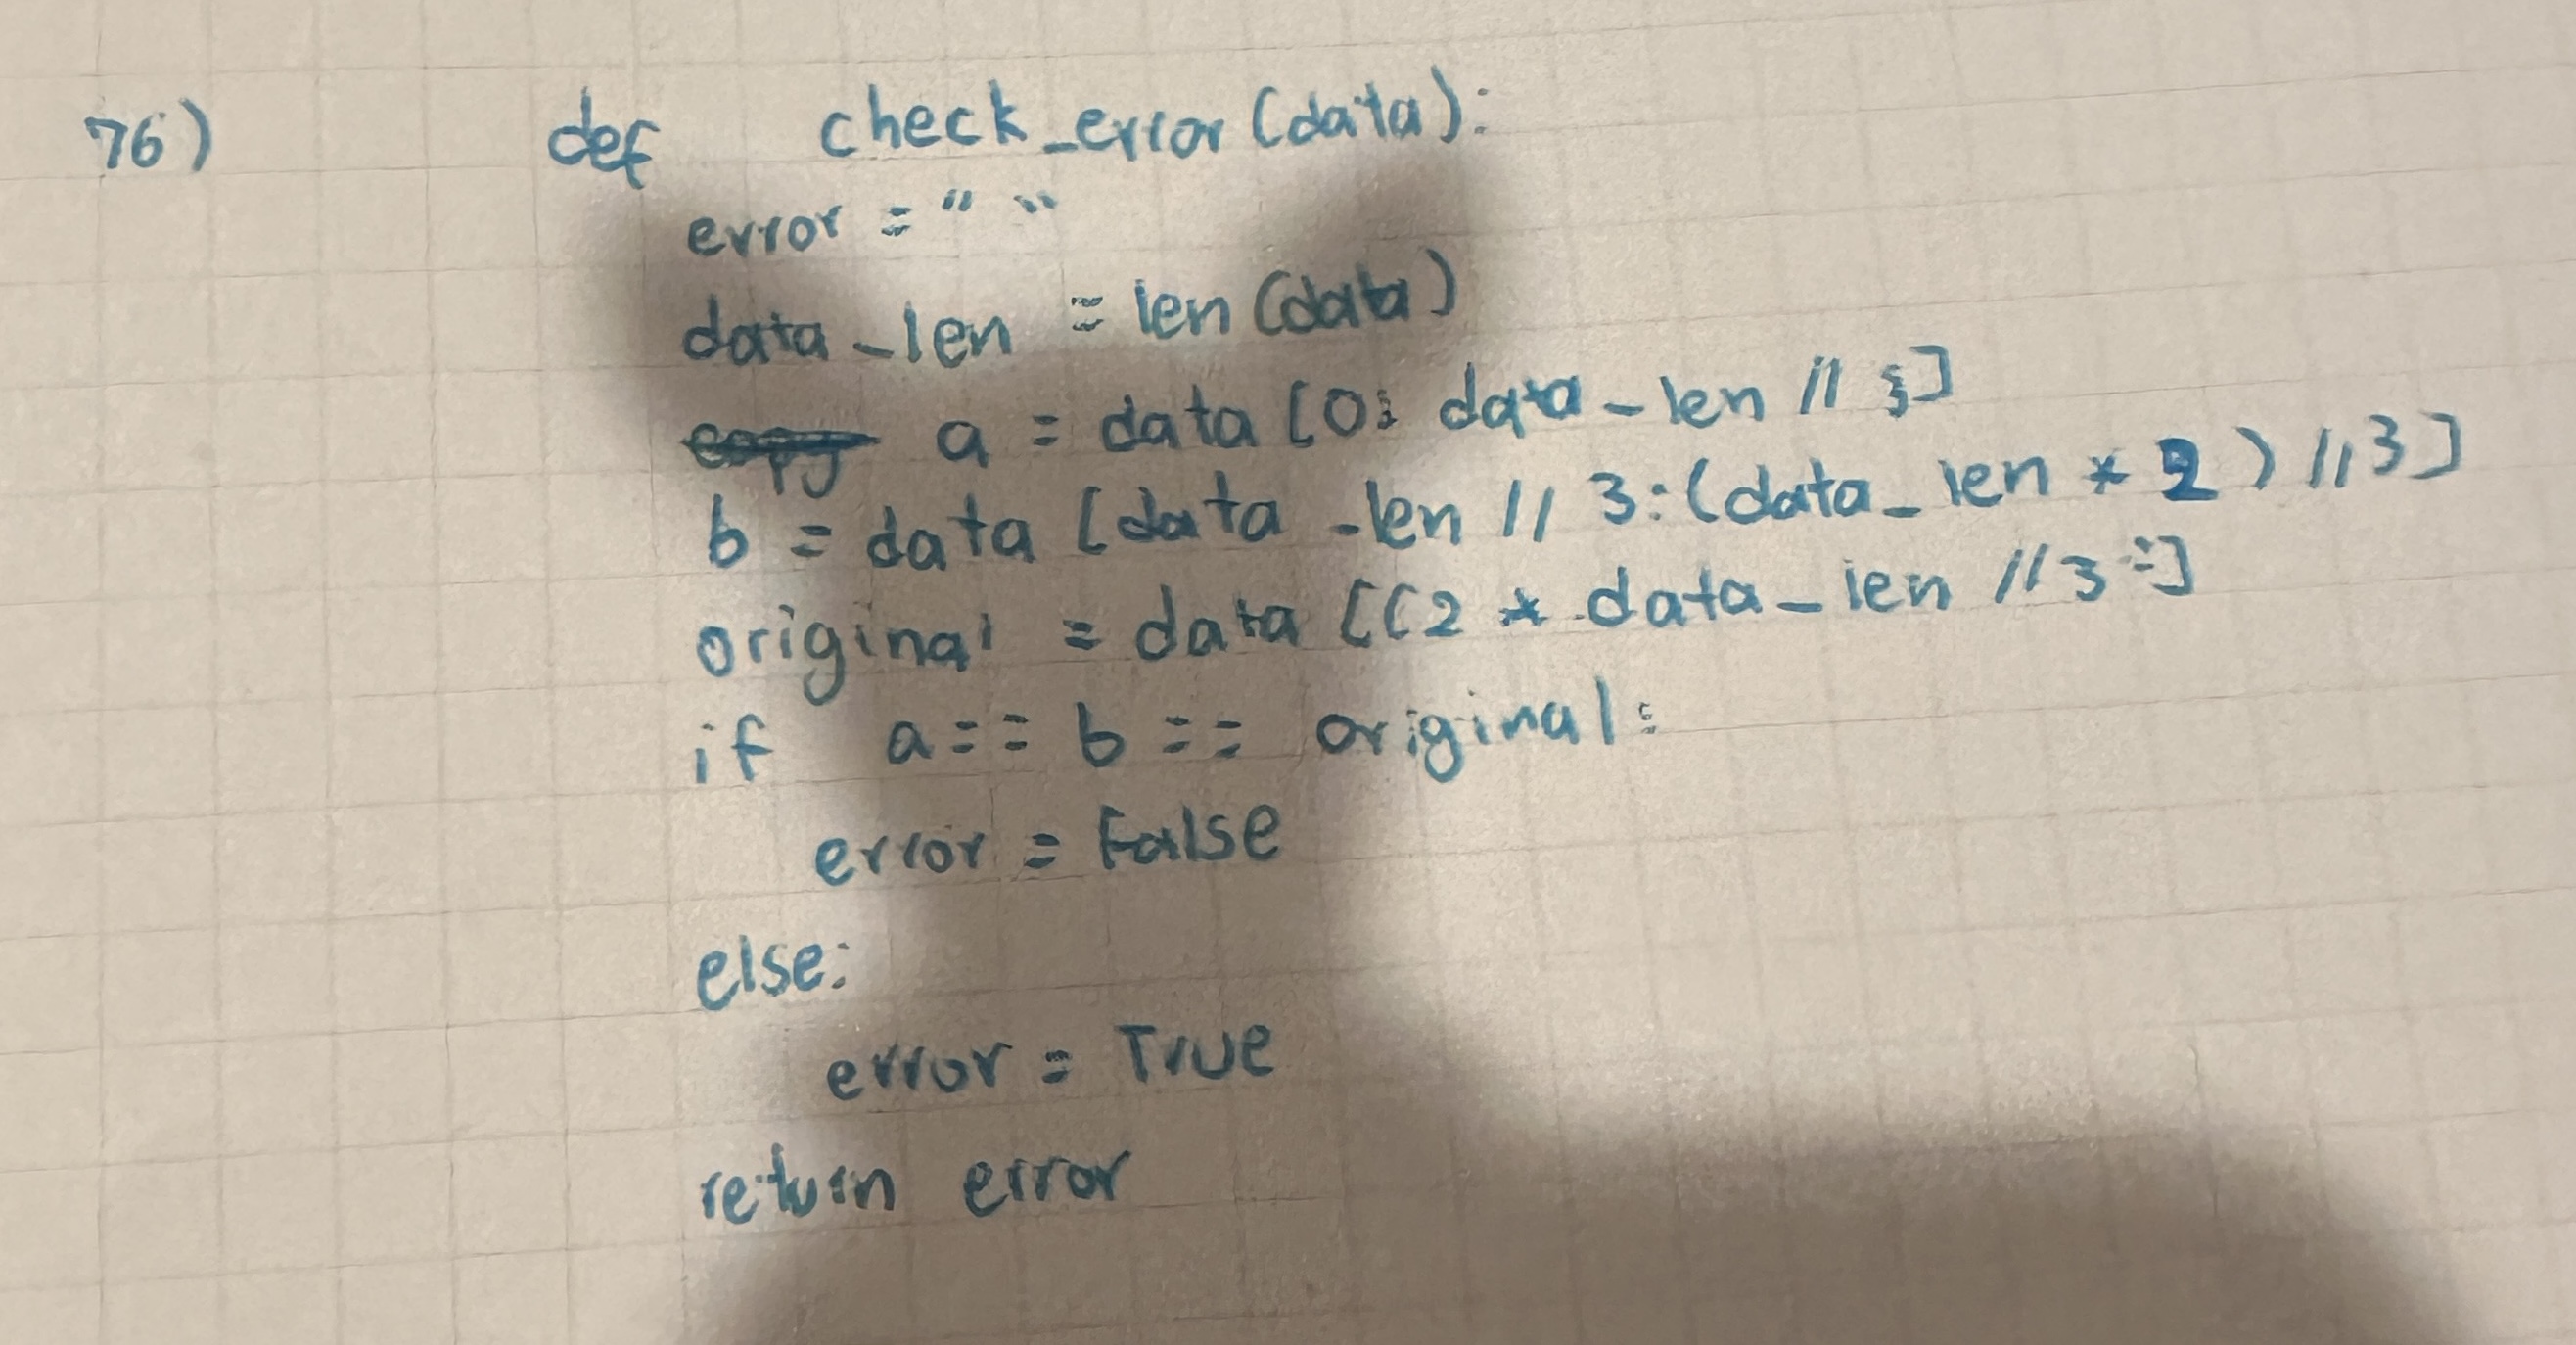 76) def check_error(data):
error = " "
data_len = len(data)
a = data[0: data_len // 3]
b = data[data_len // 3:(data_len * 2) // 3]
original = data[(2 * data_len // 3:]
if a == b == original:
error = False
else:
error = True
return error